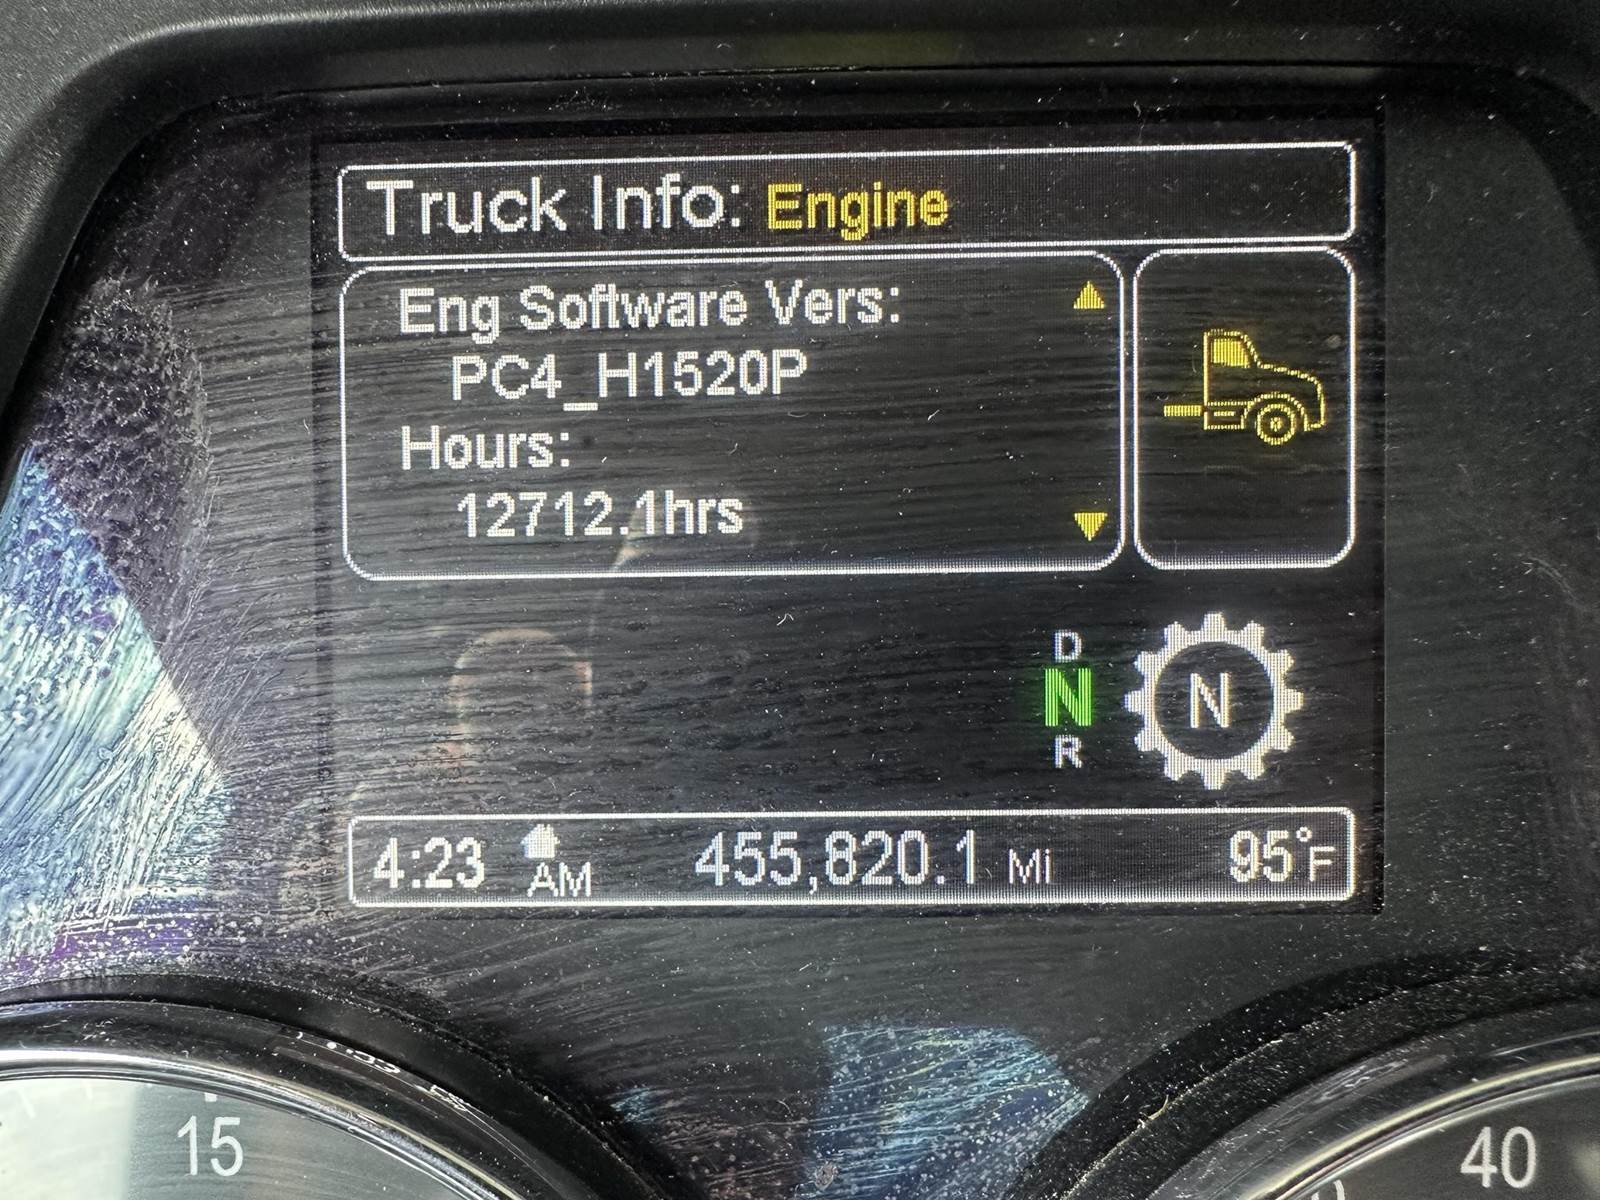 Truck Info: Engine
Eng Software Vers:
PC4_H1520P
Hours:
12712.1hrs
D
N
R
N
4:23 AM 455,820.1 Mi 95°F
15
40